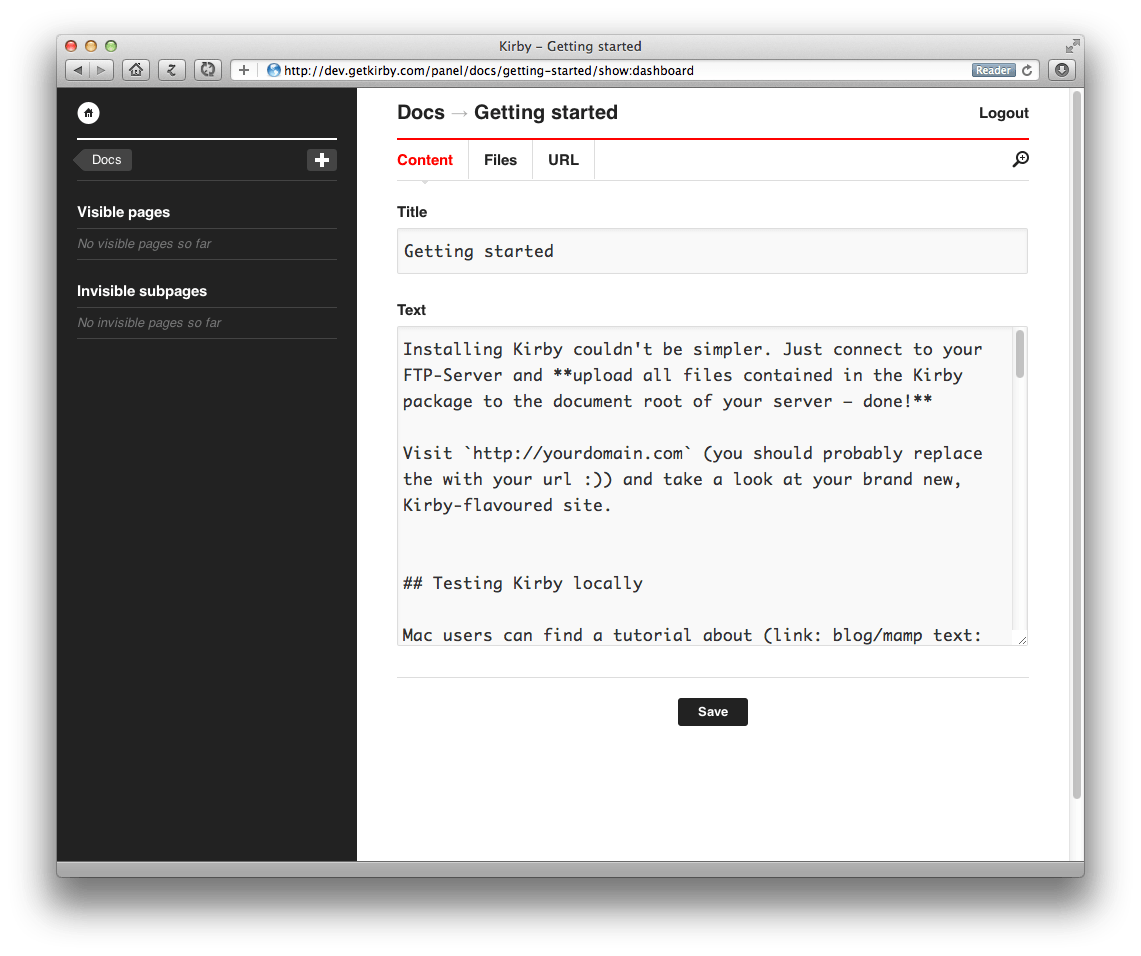 Kirby – Getting started
http://dev.getkirby.com/panel/docs/getting-started/show:dashboard
Reader
Docs
Visible pages
No visible pages so far
Invisible subpages
No invisible pages so far
Docs → Getting started
Logout
Content
Files
URL
Title
Getting started
Text
Installing Kirby couldn't be simpler. Just connect to your
FTP-Server and **upload all files contained in the Kirby
package to the document root of your server – done!**
Visit `http://yourdomain.com` (you should probably replace
the with your url :)) and take a look at your brand new,
Kirby-flavoured site.
## Testing Kirby locally
Mac users can find a tutorial about (link: blog/mamp text:
Save